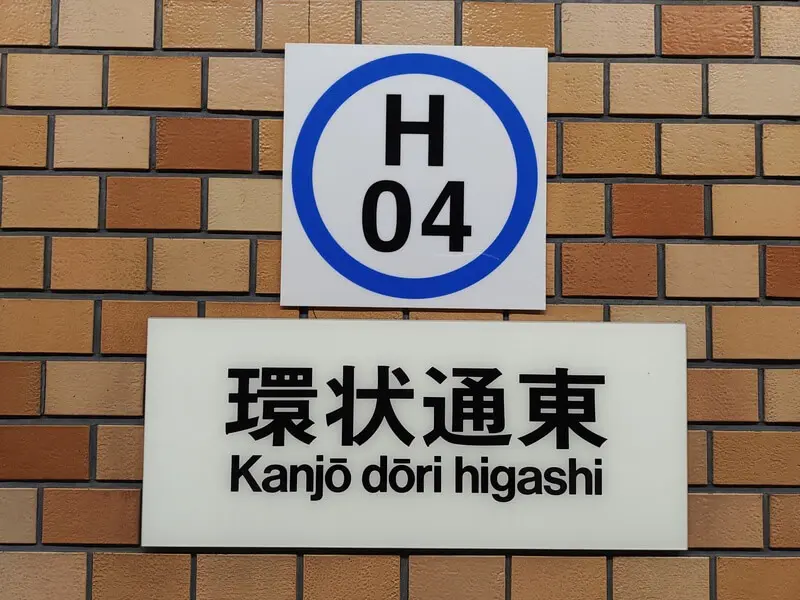 H
04
環状通東
Kanjō dōri higashi